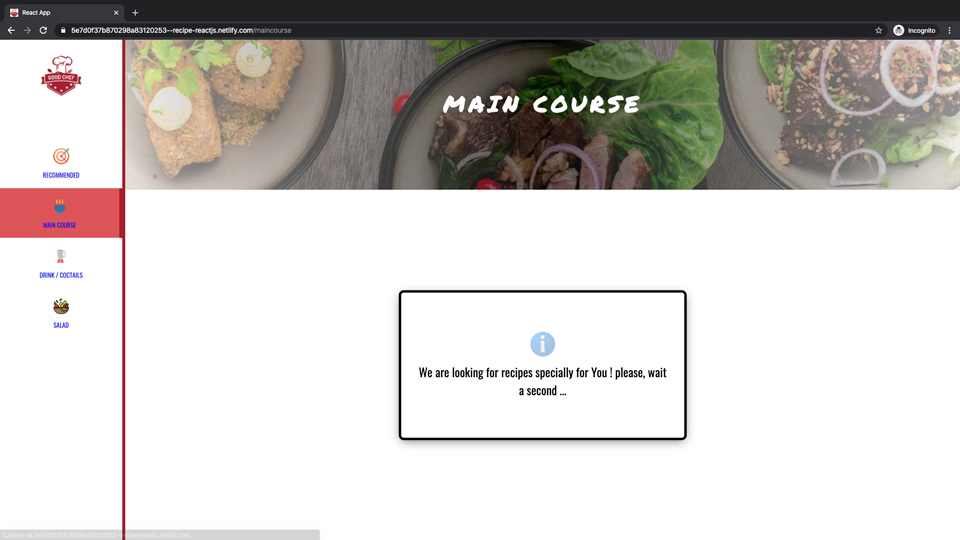 React App
5e7d0f37b870298a83120253--recipe-reactjs.netlify.com/maincourse
Incognito
GOOD CHEF
MAIN COURSE
RECOMMENDED
MAIN COURSE
DRINK / COCTAILS
SALAD
We are looking for recipes specially for You ! please, wait
a second ...